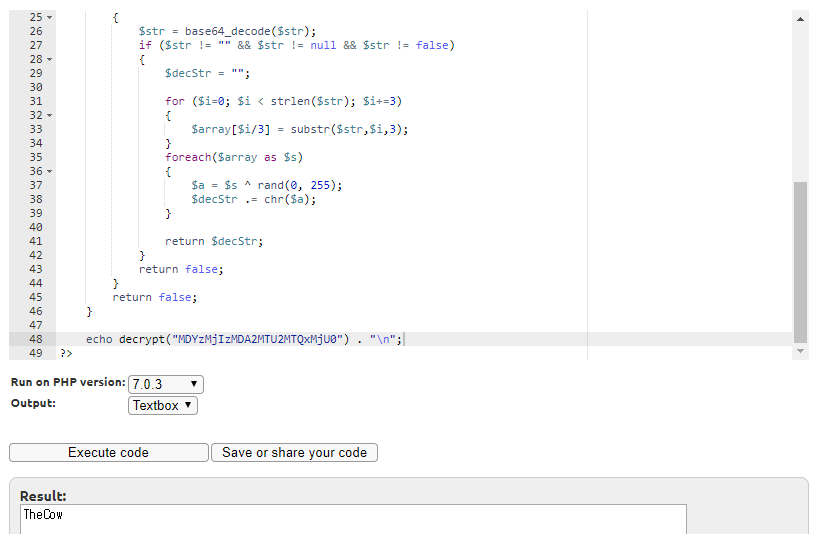 25 {
26 $str = base64_decode($str);
27 if ($str != "" && $str != null && $str != false)
28 {
29 $decStr = "";
30
31 for ($i=0; $i < strlen($str); $i+=3)
32 {
33 $array[$i/3] = substr($str,$i,3);
34 }
35 foreach($array as $s)
36 {
37 $a = $s ^ rand(0, 255);
38 $decStr .= chr($a);
39 }
40
41 return $decStr;
42 }
43 return false;
44 }
45 return false;
46 }
47
48 echo decrypt("MDYzMjIzMDA2MTU2MTQxMjU0") . "\n";
49 ?>
Run on PHP version: 7.0.3
Output: Textbox
Execute code Save or share your code
Result:
TheCow